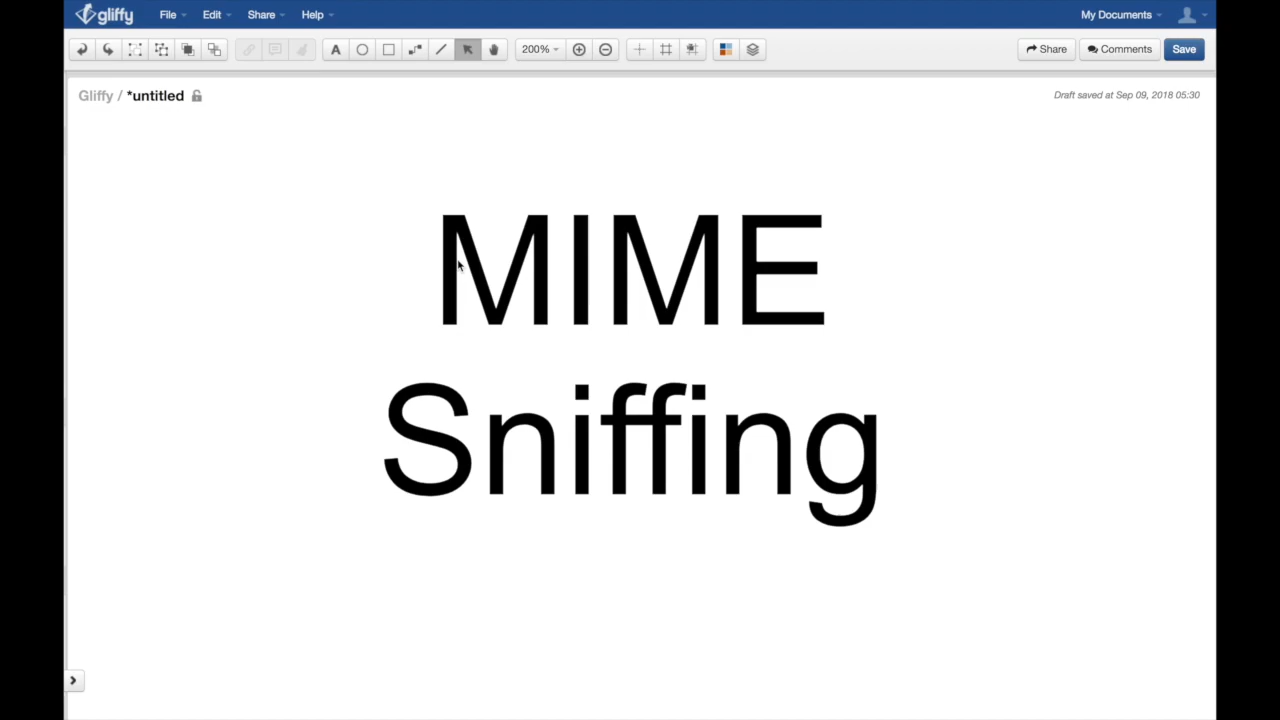 gliffy File Edit Share Help My Documents
A 200% Share Comments Save
Gliffy / *untitled Draft saved at Sep 09, 2018 05:30
MIME
Sniffing